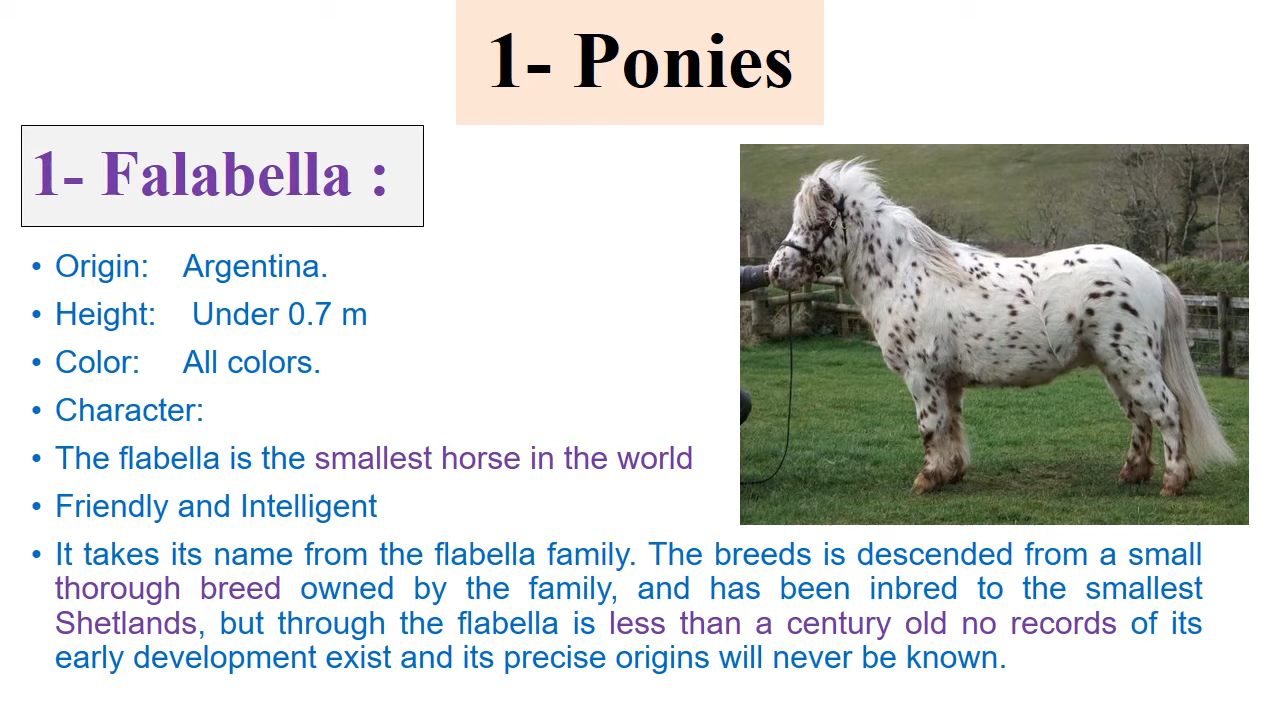 1- Ponies
1- Falabella :
• Origin: Argentina.
• Height: Under 0.7 m
• Color: All colors.
• Character:
• The flabella is the smallest horse in the world
• Friendly and Intelligent
• It takes its name from the flabella family. The breeds is descended from a small
thorough breed owned by the family, and has been inbred to the smallest
Shetlands, but through the flabella is less than a century old no records of its
early development exist and its precise origins will never be known.